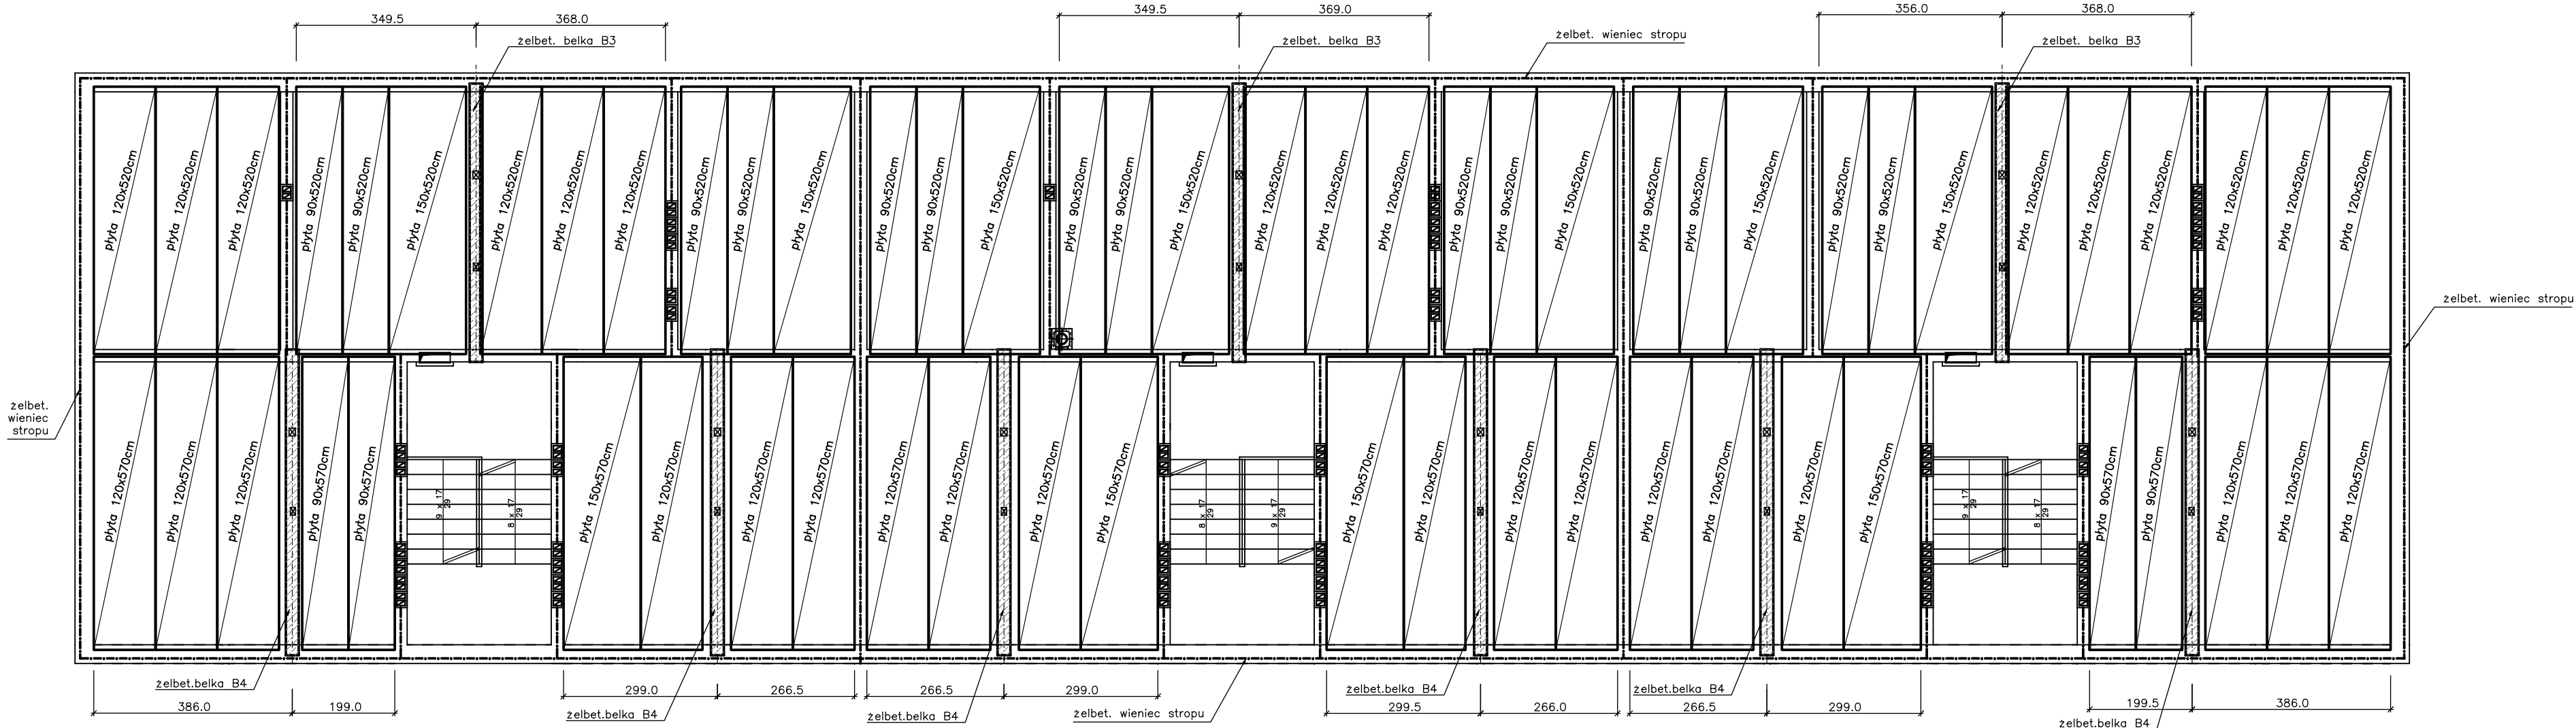 349.5
368.0
349.5
369.0
356.0
368.0
żelbet. belka B3
żelbet. belka B3
żelbet. wieniec stropu
żelbet. belka B3
płyta 120x520cm
płyta 120x520cm
płyta 120x520cm
płyta 90x520cm
płyta 90x520cm
płyta 150x520cm
płyta 120x520cm
płyta 120x520cm
płyta 120x520cm
płyta 90x520cm
płyta 90x520cm
płyta 150x520cm
płyta 90x520cm
płyta 90x520cm
płyta 150x520cm
płyta 90x520cm
płyta 90x520cm
płyta 150x520cm
płyta 120x520cm
płyta 120x520cm
płyta 120x520cm
płyta 90x520cm
płyta 90x520cm
płyta 150x520cm
płyta 90x520cm
płyta 90x520cm
płyta 150x520cm
płyta 90x520cm
płyta 90x520cm
płyta 150x520cm
płyta 120x520cm
płyta 120x520cm
płyta 120x520cm
płyta 120x520cm
płyta 120x520cm
płyta 120x520cm
żelbet. wieniec stropu
żelbet.
wieniec
stropu
płyta 120x570cm
płyta 120x570cm
płyta 120x570cm
płyta 90x570cm
płyta 90x570cm
9 x 17
29
8 x 17
29
płyta 150x570cm
płyta 120x570cm
płyta 120x570cm
płyta 120x570cm
płyta 120x570cm
płyta 120x570cm
płyta 120x570cm
płyta 150x570cm
8 x 17
29
9 x 17
29
płyta 150x570cm
płyta 120x570cm
płyta 120x570cm
płyta 120x570cm
płyta 120x570cm
płyta 120x570cm
płyta 120x570cm
płyta 150x570cm
9 x 17
29
8 x 17
29
płyta 90x570cm
płyta 90x570cm
płyta 120x570cm
płyta 120x570cm
płyta 120x570cm
żelbet.belka B4
386.0
199.0
299.0
266.5
żelbet.belka B4
266.5
299.0
żelbet.belka B4
żelbet. wieniec stropu
żelbet.belka B4
299.5
266.0
żelbet.belka B4
266.5
299.0
199.5
386.0
żelbet.belka B4